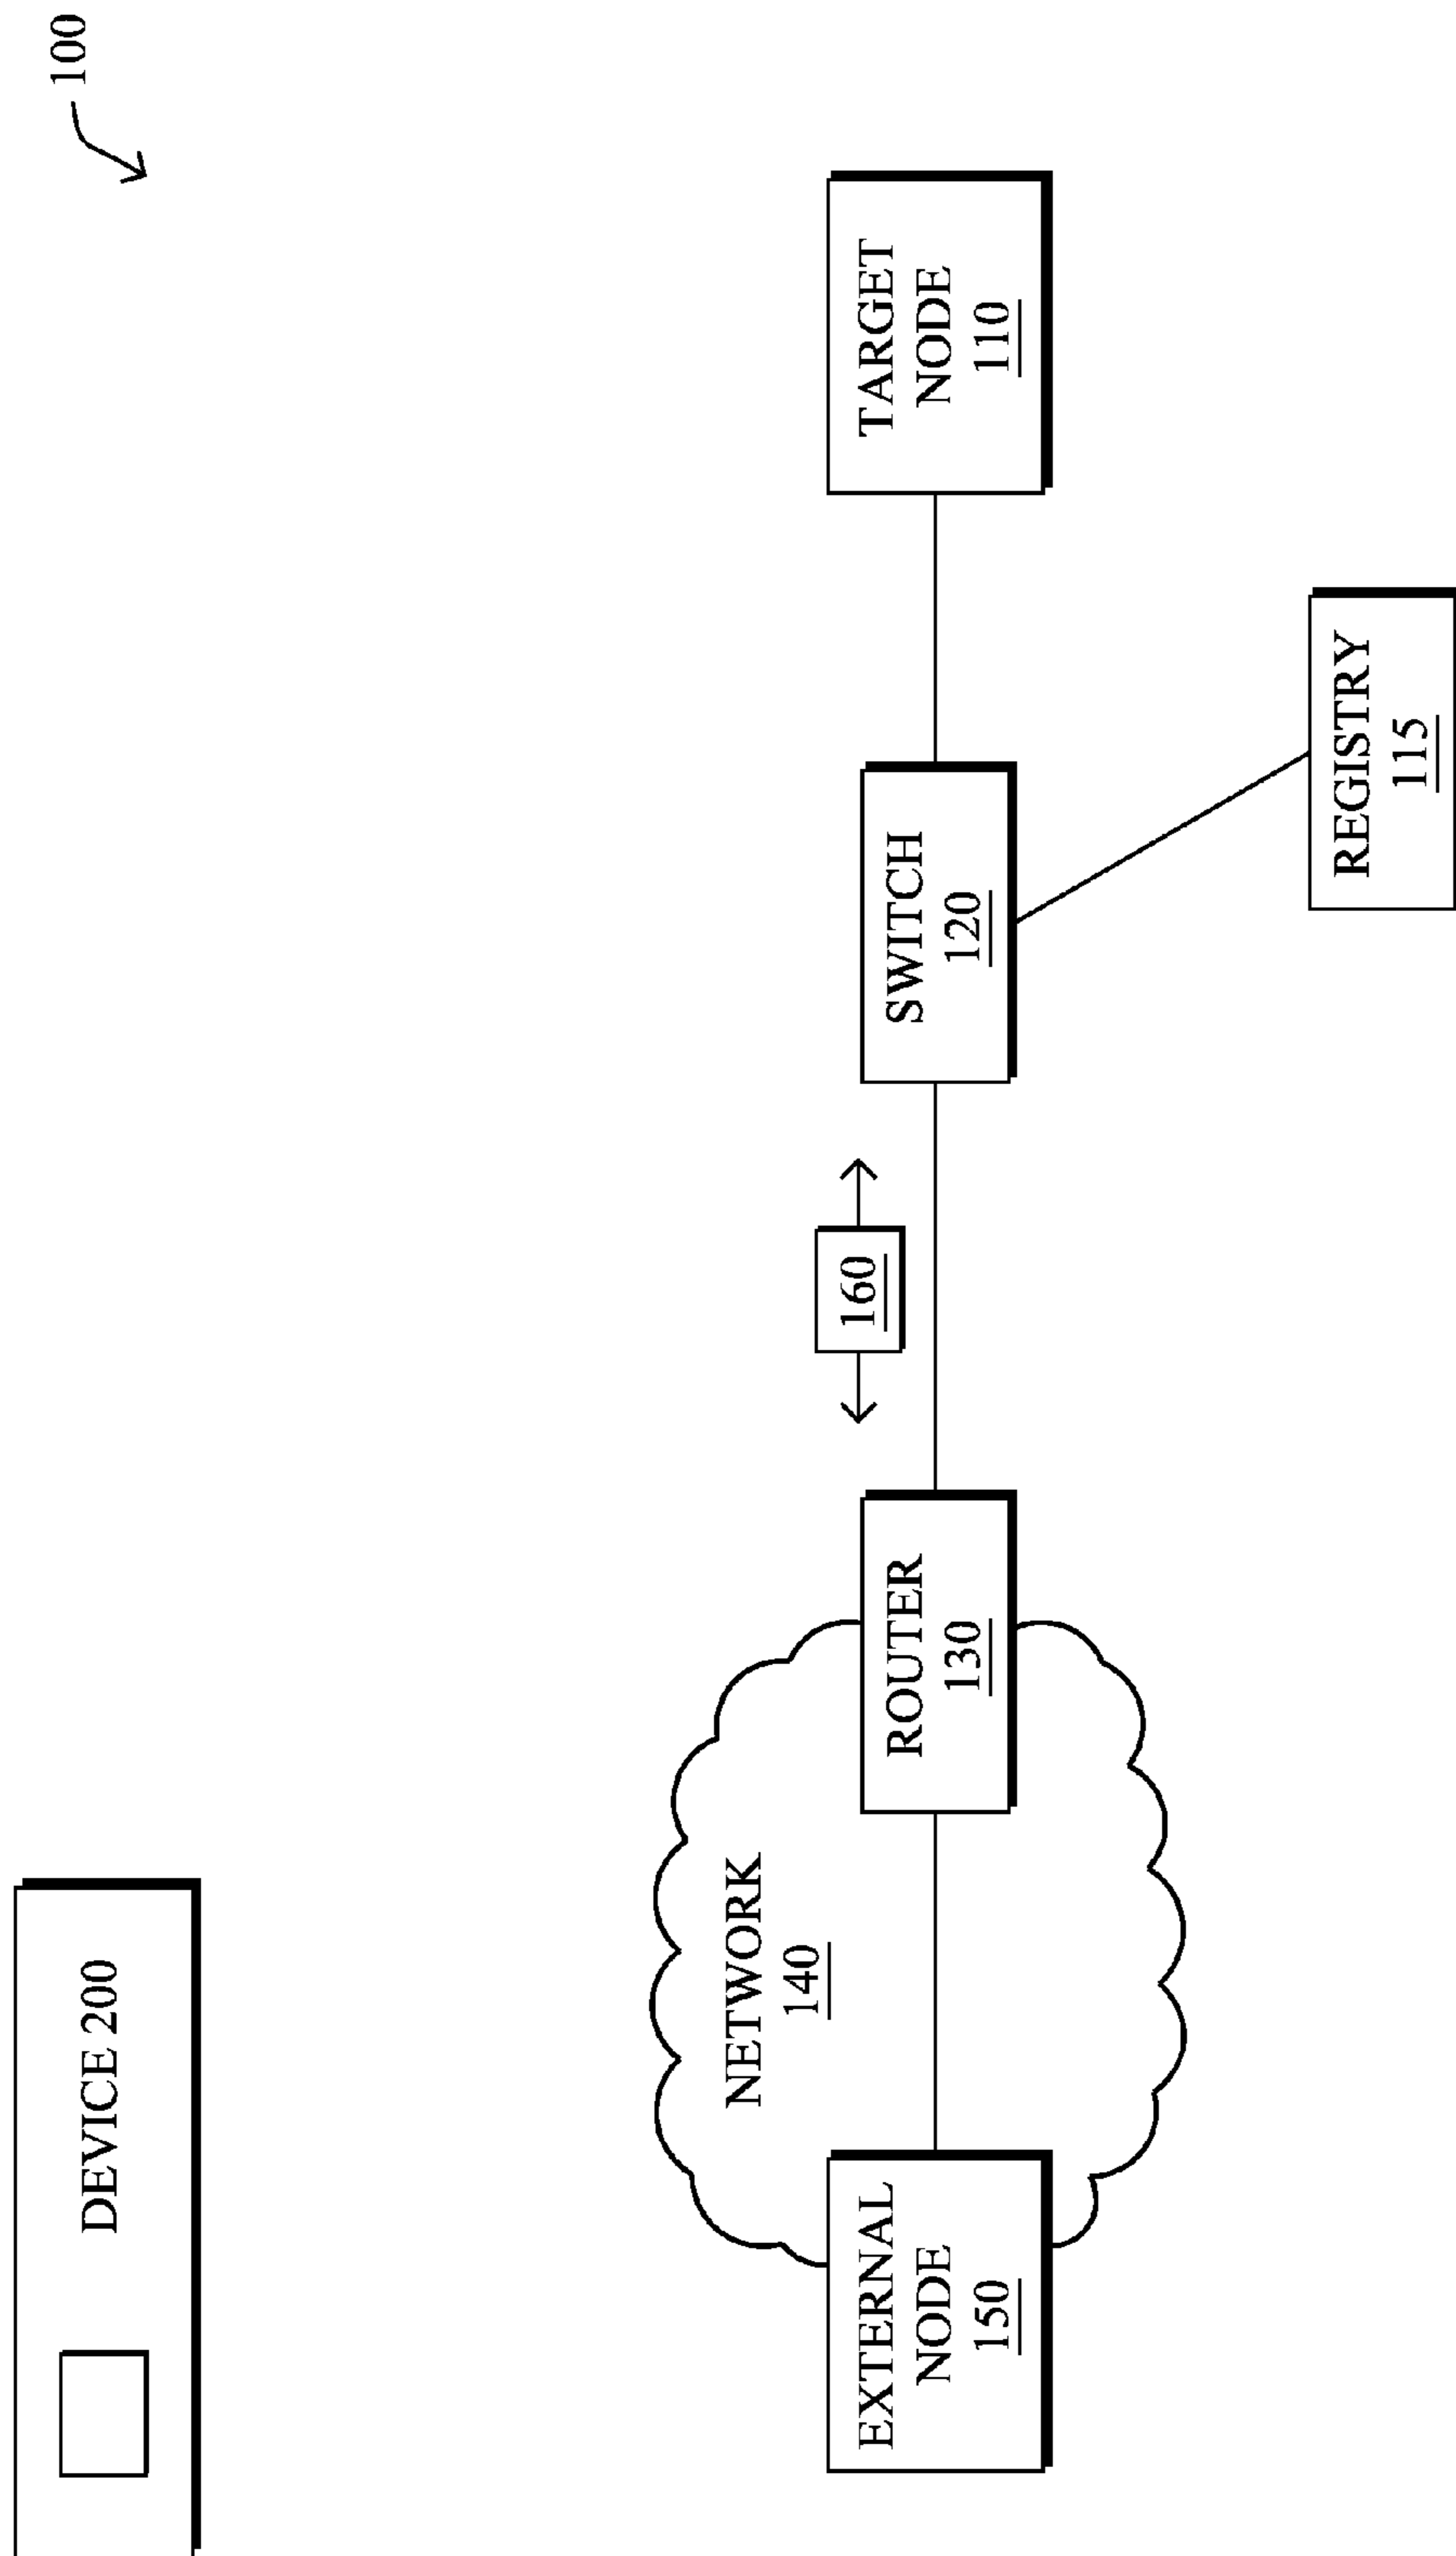 100
DEVICE 200
NETWORK
140
EXTERNAL
NODE
150
ROUTER
130
160
SWITCH
120
TARGET
NODE
110
REGISTRY
115